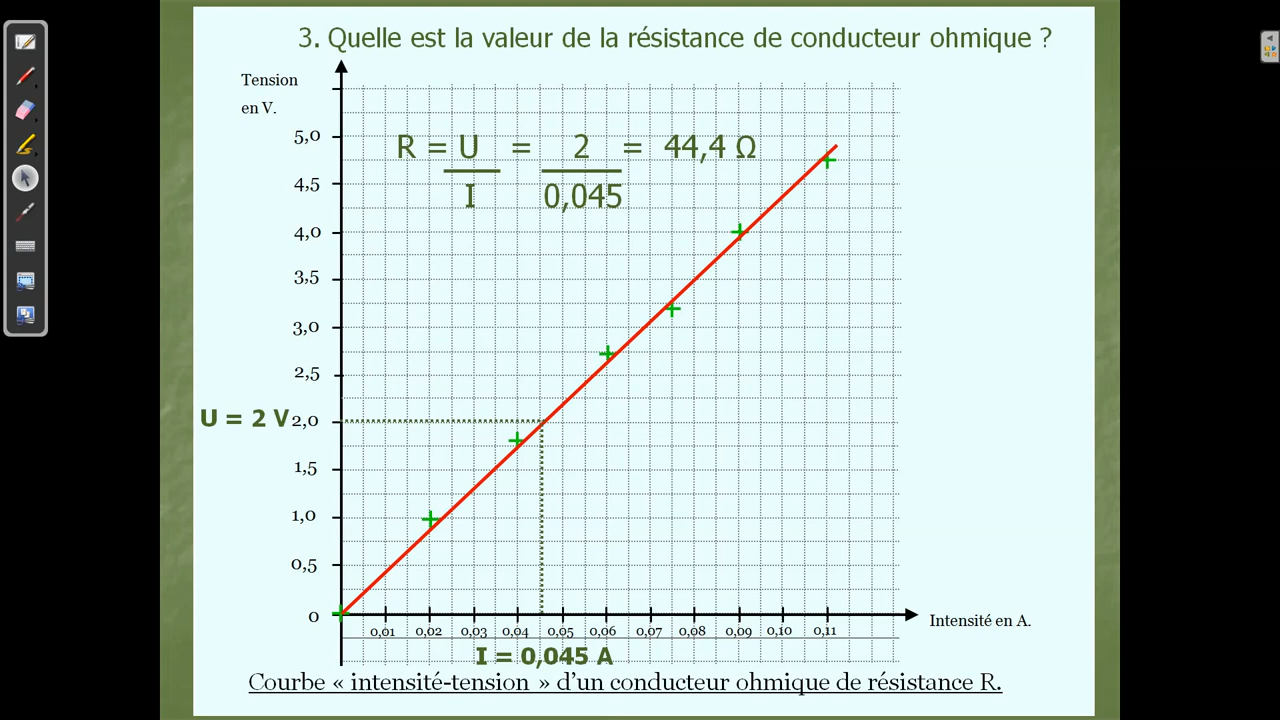 3. Quelle est la valeur de la résistance de conducteur ohmique ?
Tension
en V.
5,0
R = U = 2 = 44,4 Ω
I 0,045
4,5
4,0
3,5
3,0
2,5
U = 2 V 2,0
1,5
1,0
0,5
0
Intensité en A.
0,01 0,02 0,03 0,04 0,05 0,06 0,07 0,08 0,09 0,10 0,11
I = 0,045 A
Courbe « intensité-tension » d’un conducteur ohmique de résistance R.